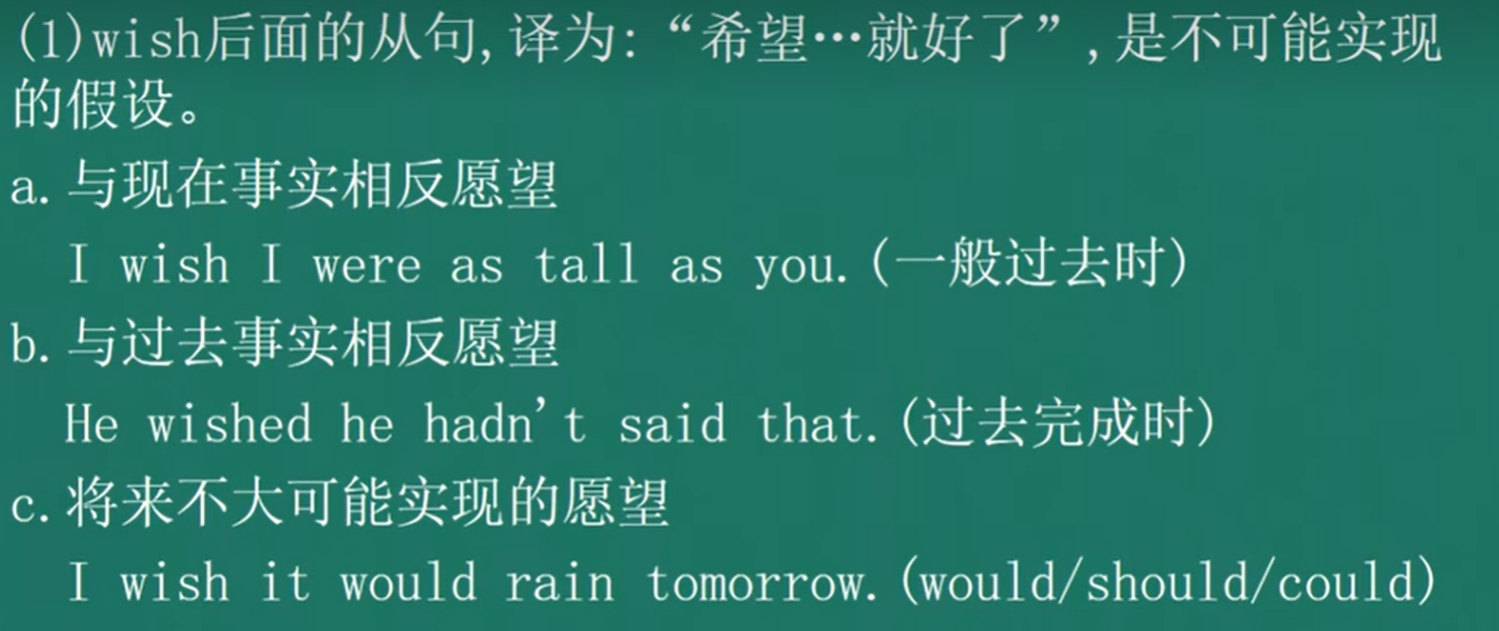 (1)wish后面的从句,译为:“希望…就好了”,是不可能实现
的假设。
a.与现在事实相反愿望
I wish I were as tall as you.(一般过去时)
b.与过去事实相反愿望
He wished he hadn't said that.(过去完成时)
c.将来不大可能实现的愿望
I wish it would rain tomorrow.(would/should/could)